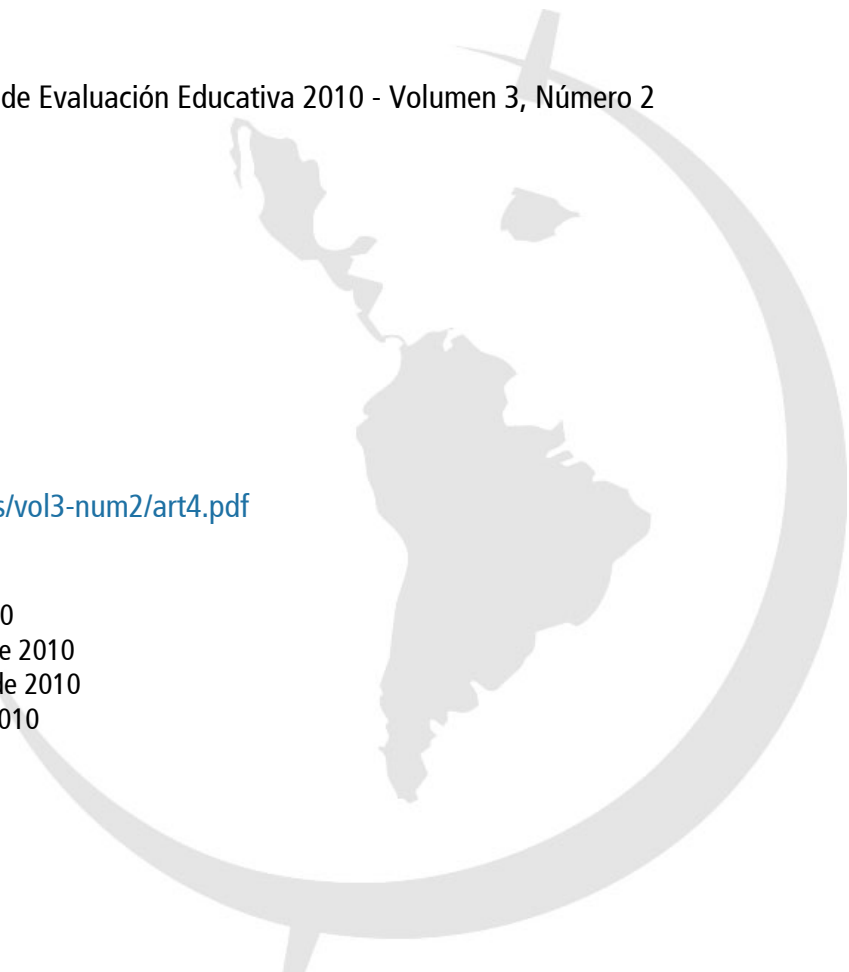 de Evaluación Educativa 2010 - Volumen 3, Número 2
s/vol3-num2/art4.pdf
0
e 2010
de 2010
010